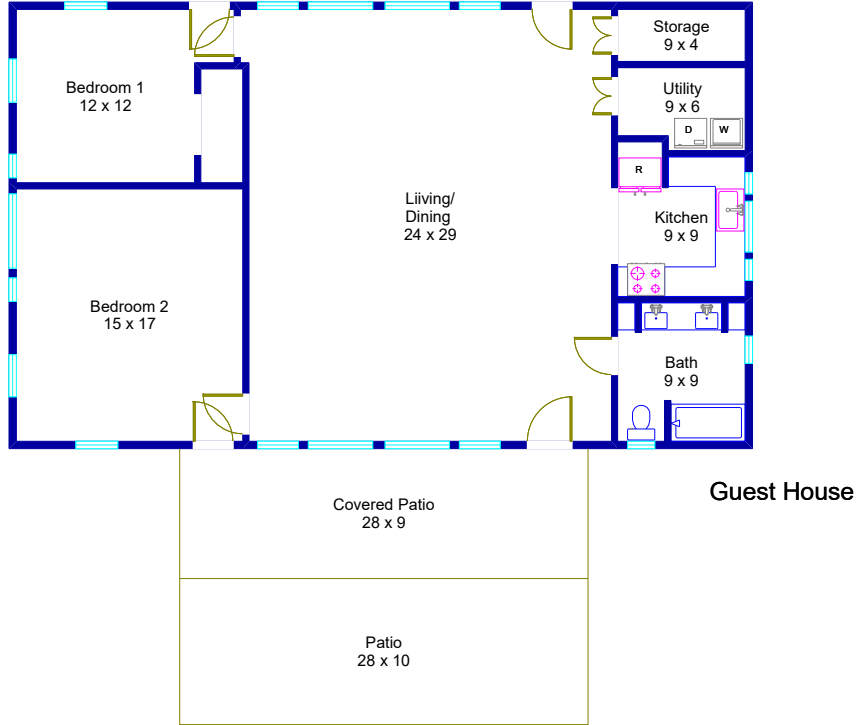 Storage
9 x 4
Bedroom 1
12 x 12
Utility
9 x 6
D
W
R
Liiving/
Dining
24 x 29
Kitchen
9 x 9
Bedroom 2
15 x 17
Bath
9 x 9
Guest House
Covered Patio
28 x 9
Patio
28 x 10